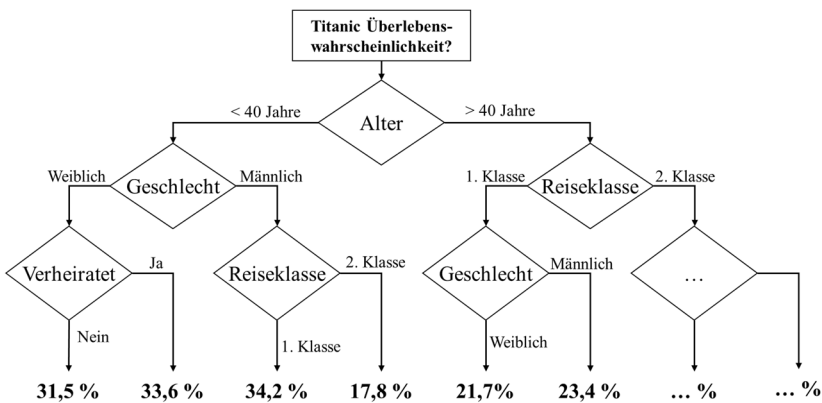 Titanic Überlebens-
wahrscheinlichkeit?
< 40 Jahre
> 40 Jahre
Alter
Weiblich
Männlich
1. Klasse
2. Klasse
Geschlecht
Reiseklasse
Ja
2. Klasse
Männlich
Verheiratet
Reiseklasse
Geschlecht
...
Nein
1. Klasse
Weiblich
31,5 %
33,6 %
34,2 %
17,8 %
21,7%
23,4 %
... %
... %